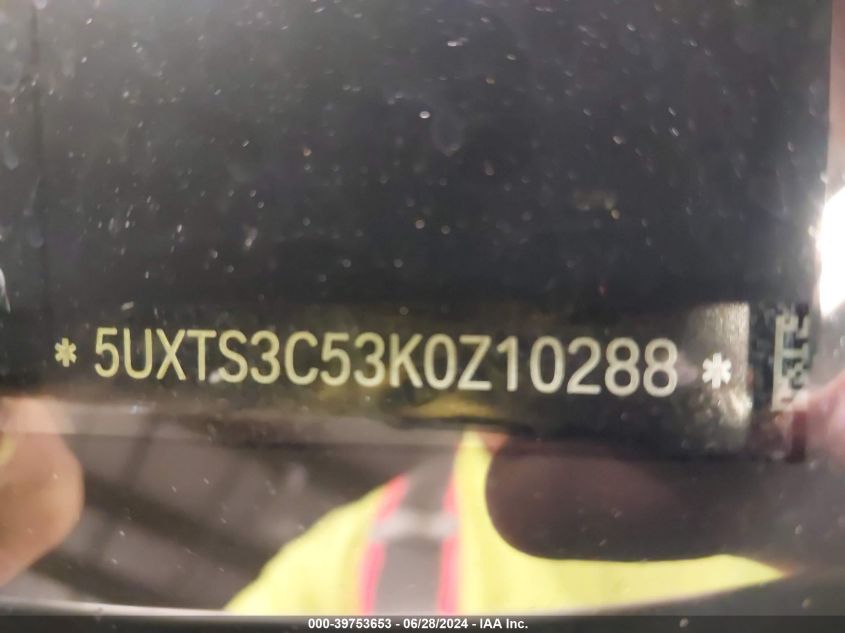 * 5UXTS3C53K0Z10288 *
000-39753653 - 06/28/2024 - IAA Inc.